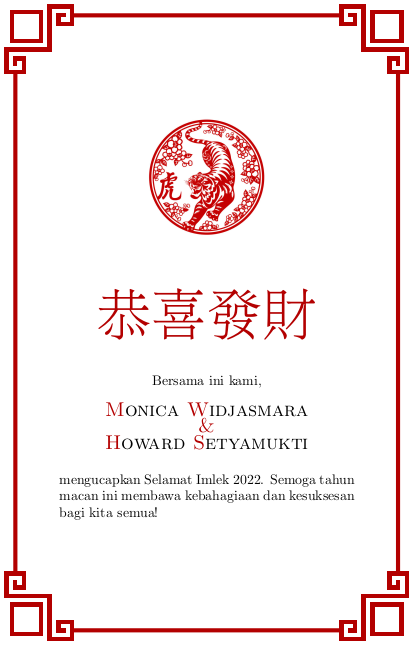 虎
恭喜發財
Bersama ini kami,
Monica Widjasmara
&
Howard Setyamukti
mengucapkan Selamat Imlek 2022. Semoga tahun
macan ini membawa kebahagiaan dan kesuksesan
bagi kita semua!